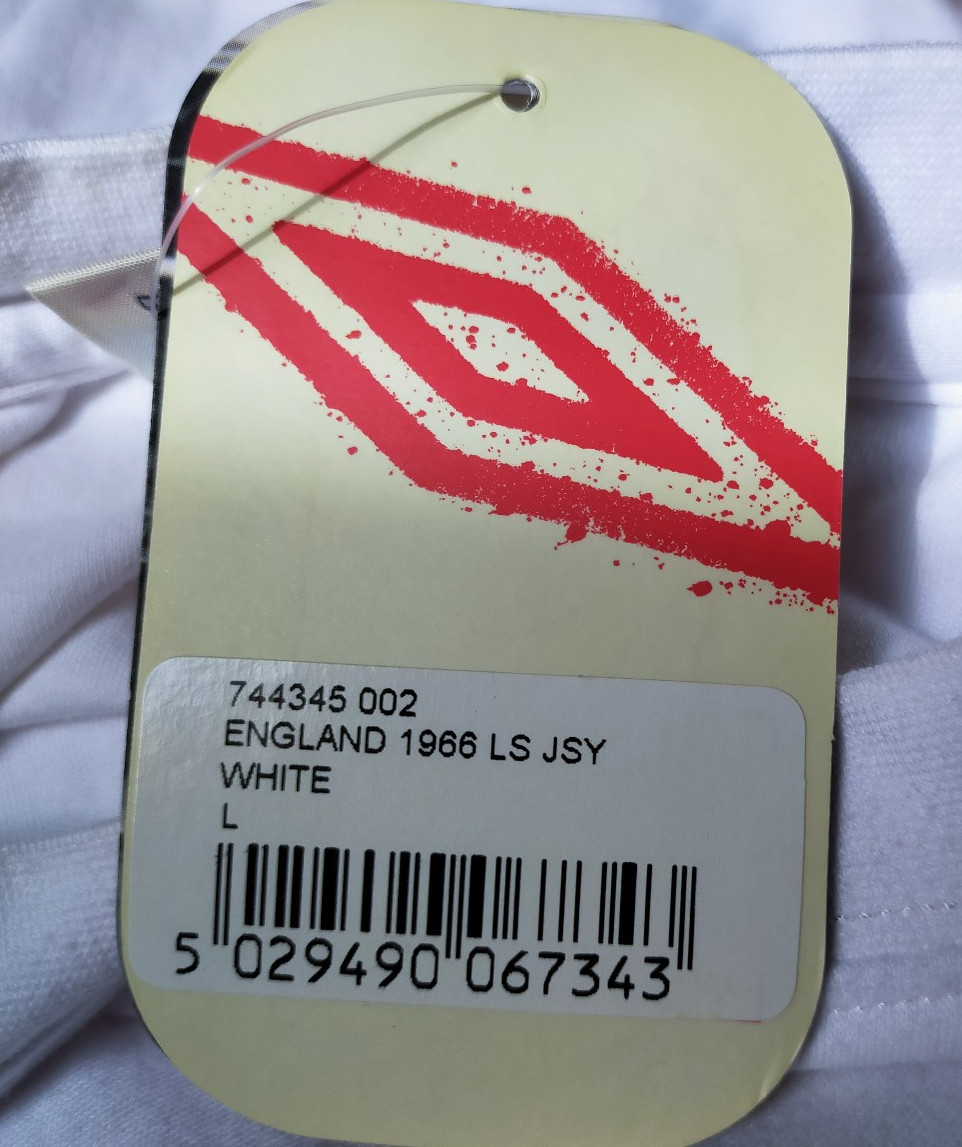 744345 002
ENGLAND 1966 LS JSY
WHITE
L
5 029490 067343